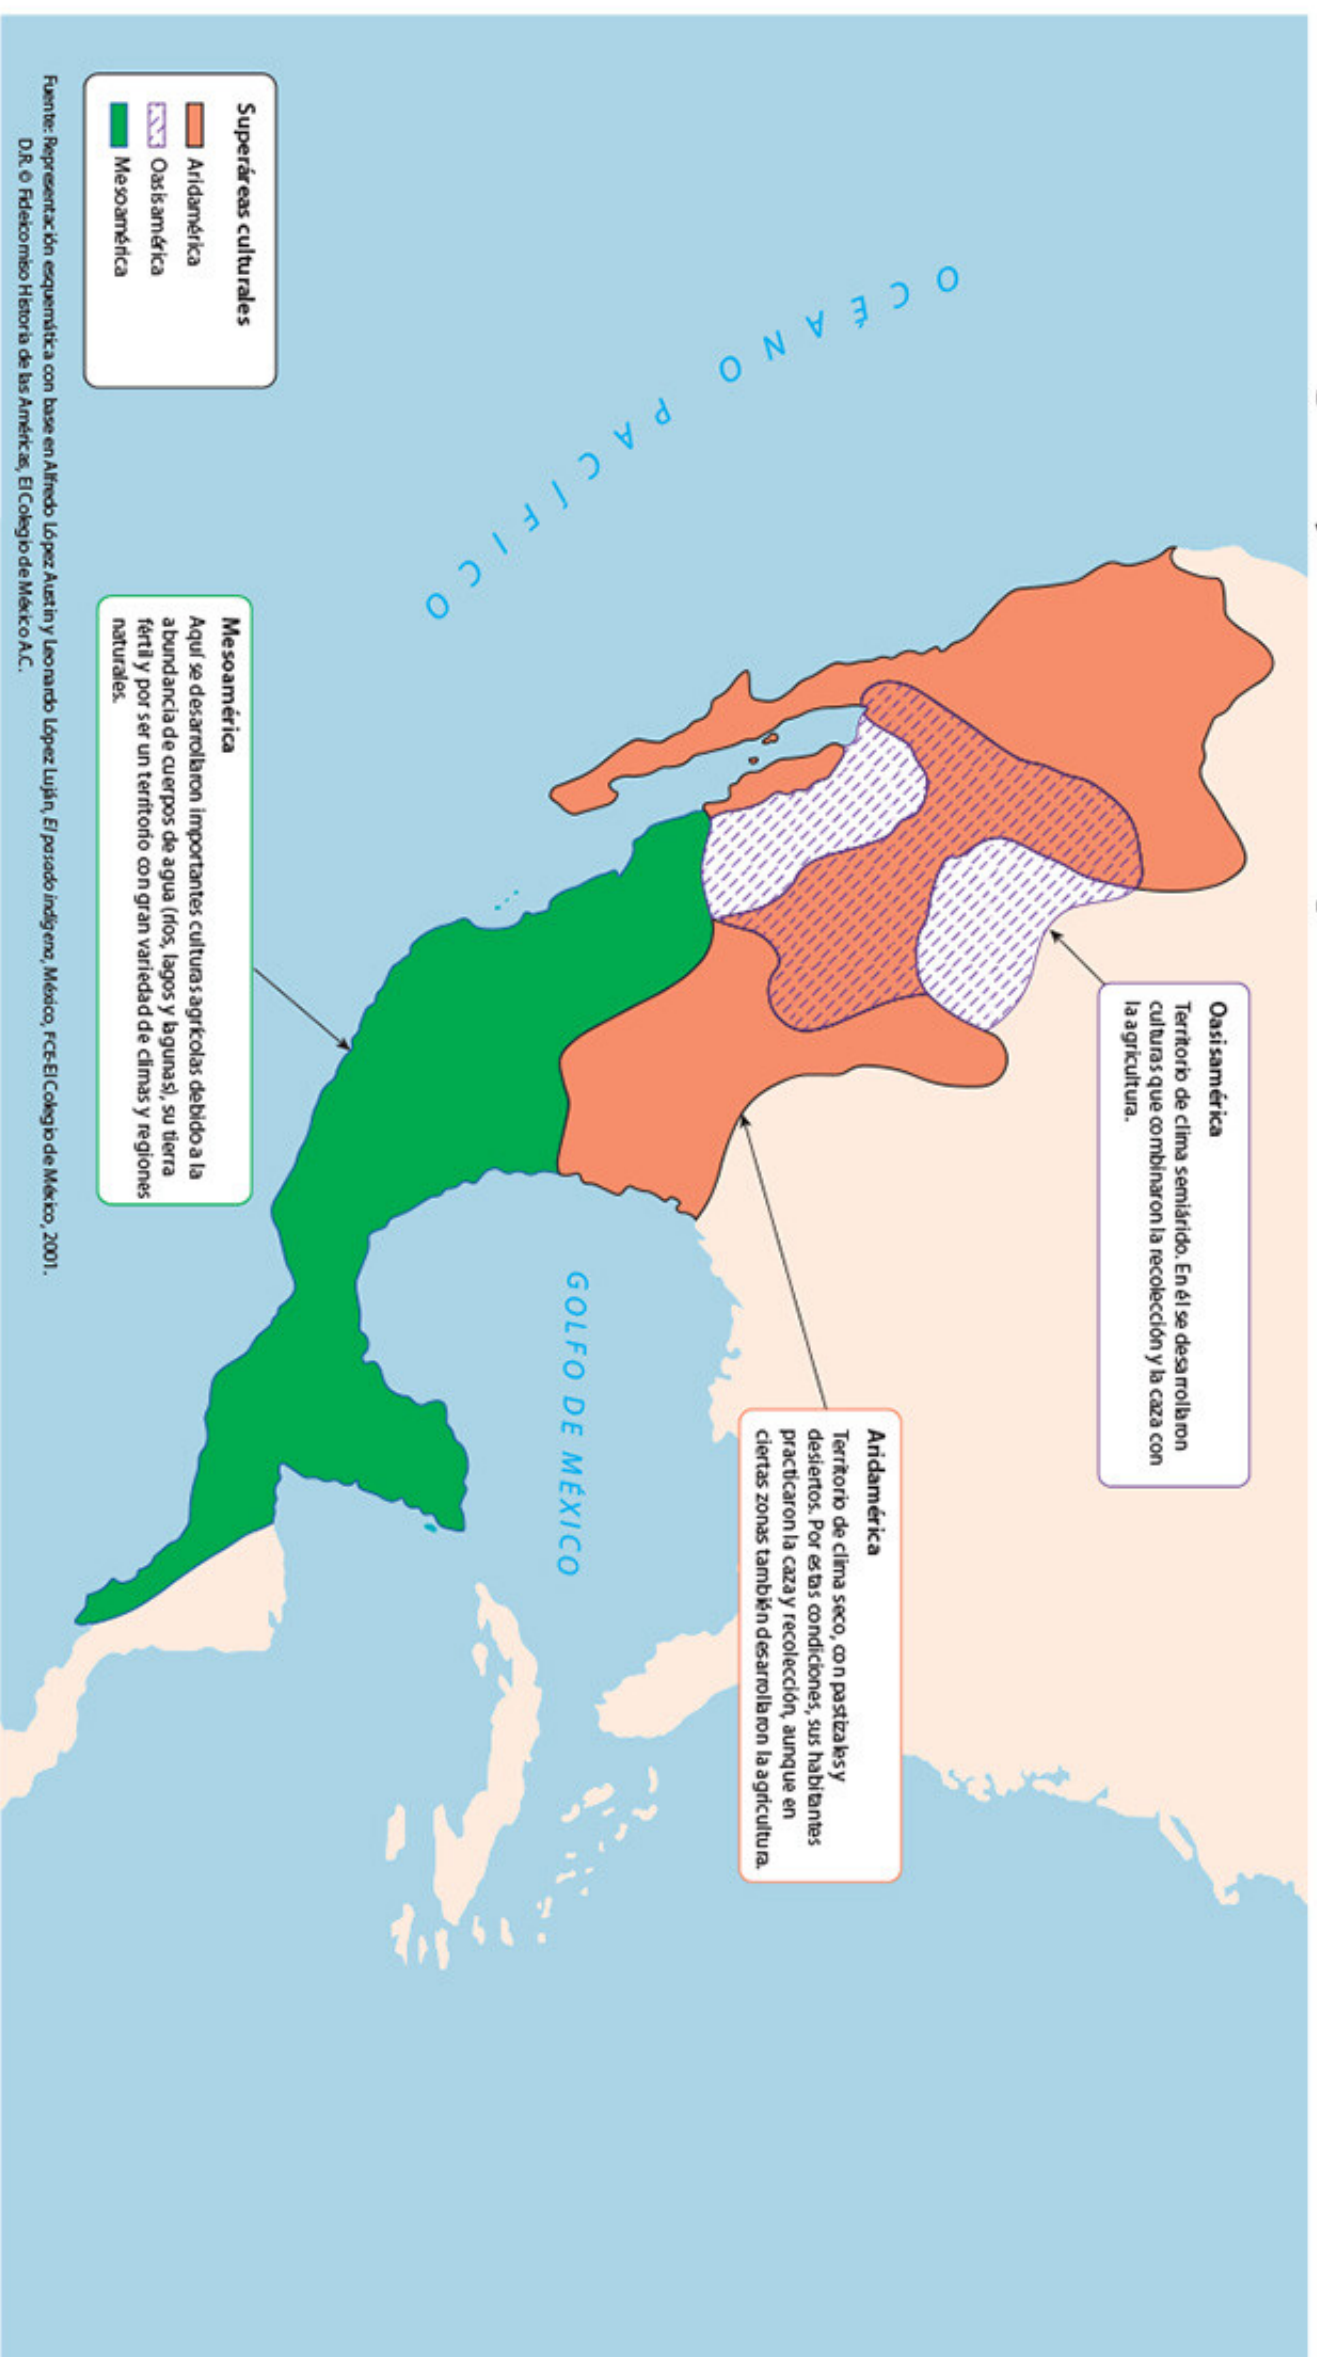 Oasisamérica
Territorio de clima semiárido. En él se desarrollaron
culturas que combinaron la recolección y la caza con
la agricultura.
Aridamérica
Territorio de clima seco, con pastizales y
desiertos. Por estas condiciones, sus habitantes
practicaron la caza y recolección, aunque en
ciertas zonas también desarrollaron la agricultura.
OCÉANO PACÍFICO
GOLFO DE MÉXICO
Superáreas culturales
Aridamérica
Oasisamérica
Mesoamérica
Mesoamérica
Aquí se desarrollaron importantes culturas agrícolas debido a la
abundancia de cuerpos de agua (ríos, lagos y lagunas), su tierra
fértil y por ser un territorio con gran variedad de climas y regiones
naturales.
Fuente: Representación esquemática con base en Alfredo López Austin y Leonardo López Luján, El pasado indígena, México, FCE-El Colegio de México, 2001.
D.R. © Fideicomiso Historia de las Américas, El Colegio de México A.C.